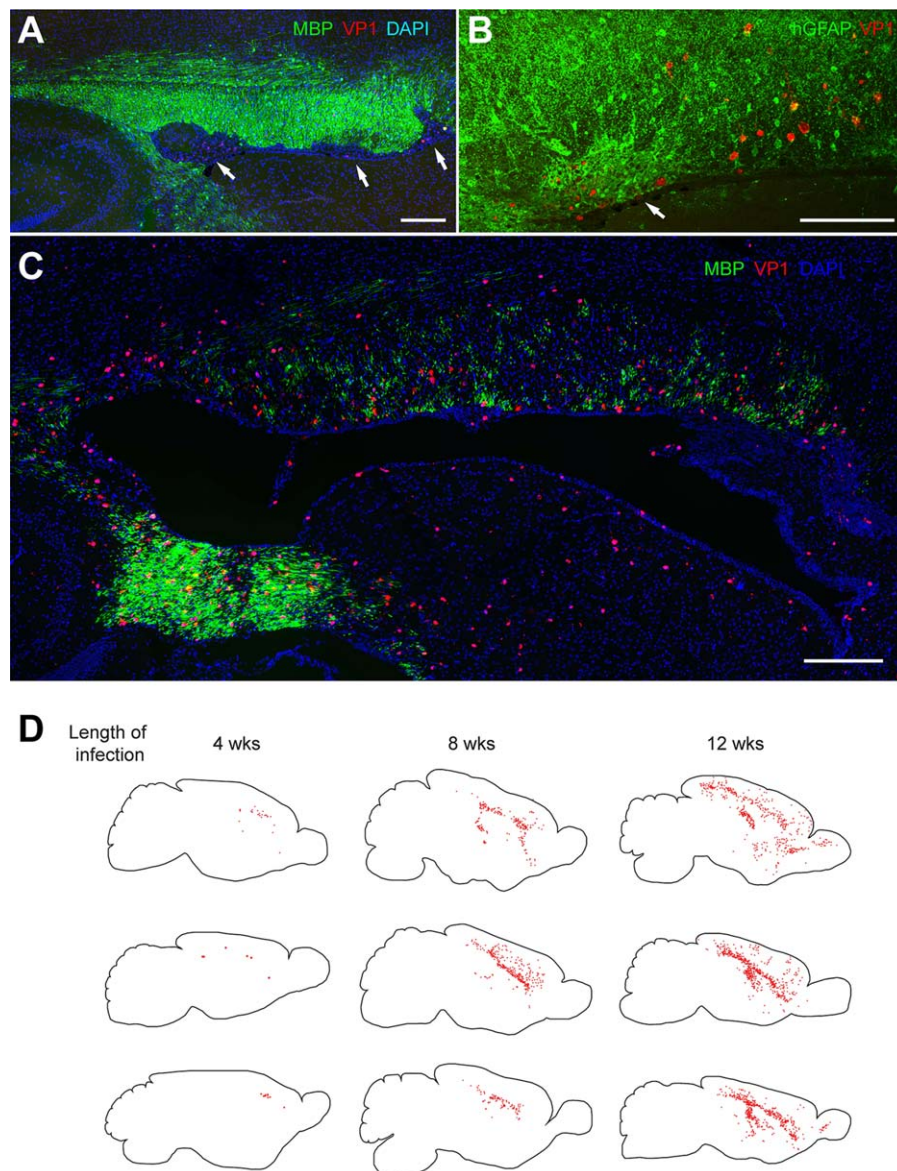 A
MBP VP1 DAPI
B
hGFAP VP1
C
MBP VP1 DAPI
D
Length of infection
4 wks
8 wks
12 wks